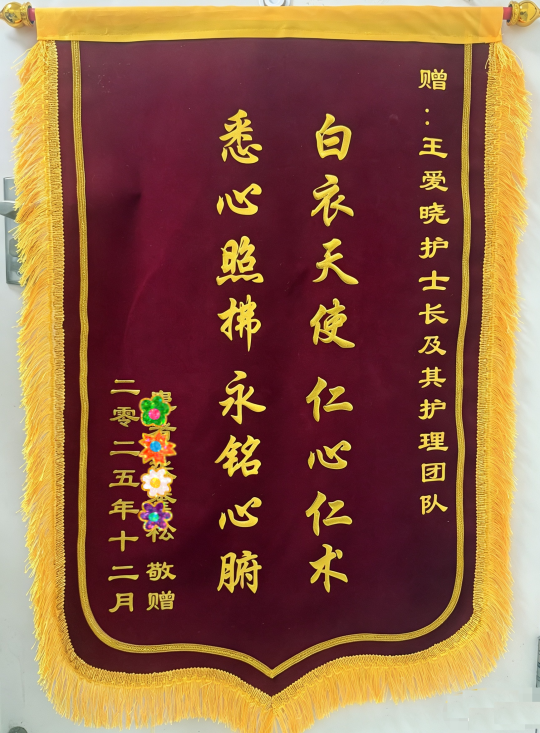 赠：王爱晓护士长及其护理团队
白衣天使 仁心仁术
悉心照拂 永铭心腑
松 敬赠
二零二五年十二月